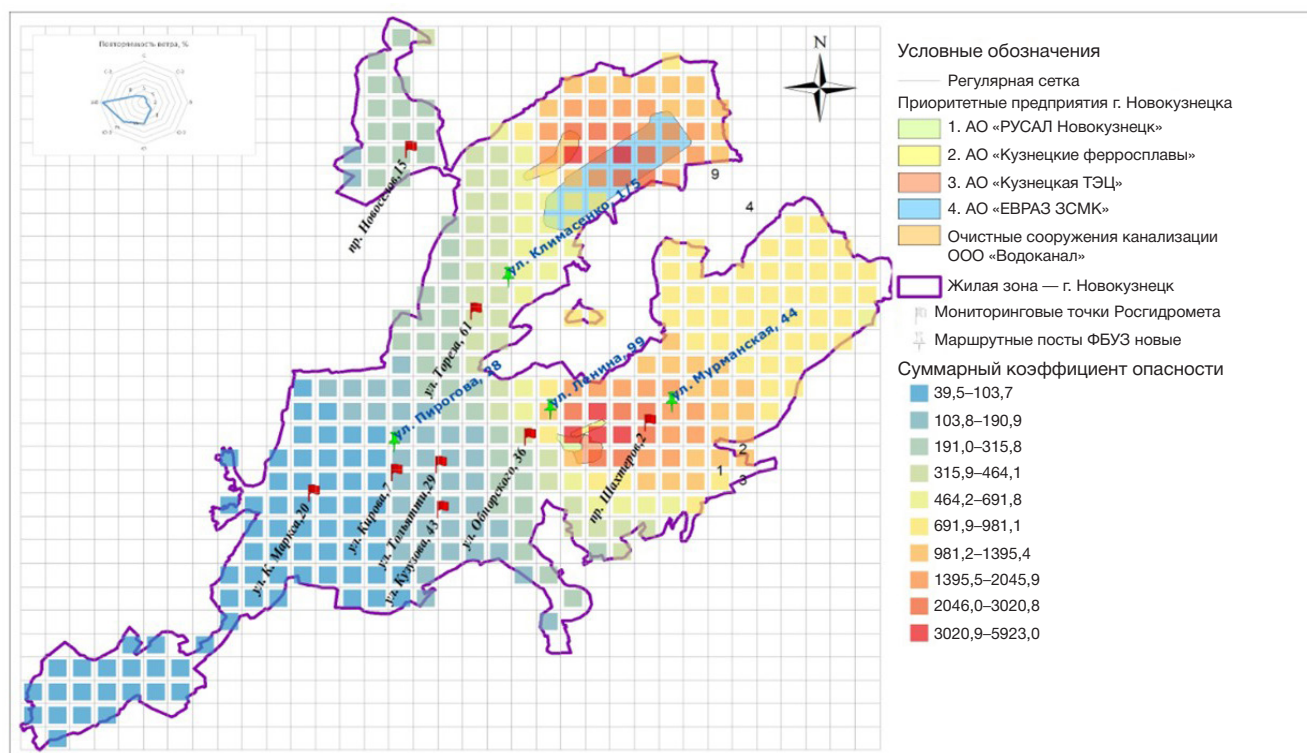 Повторяемость ветра, %
N
пр. Новоселов, 15
9
4
ул. Климасенко, 1/5
ул. Тореза, 61
ул. Пирогова, 28
ул. Ленина, 99
ул. Мурманская, 44
ул. К. Маркса,20
ул. Кирова,7
ул. Тольятти,29
ул. Кузузова, 43
ул. Обнорского, 36
пр. Шахтеров,2
1
2
3
Условные обозначения
Регулярная сетка
Приоритетные предприятия г. Новокузнецка
1. АО «РУСАЛ Новокузнецк»
2. АО «Кузнецкие ферросплавы»
3. АО «Кузнецкая ТЭЦ»
4. АО «ЕВРАЗ ЗСМК»
Очистные сооружения канализации
ООО «Водоканал»
Жилая зона — г. Новокузнецк
Мониторинговые точки Росгидромета
Маршрутные посты ФБУЗ новые
Суммарный коэффициент опасности
39,5–103,7
103,8–190,9
191,0–315,8
315,9–464,1
464,2–691,8
691,9–981,1
981,2–1395,4
1395,5–2045,9
2046,0–3020,8
3020,9–5923,0